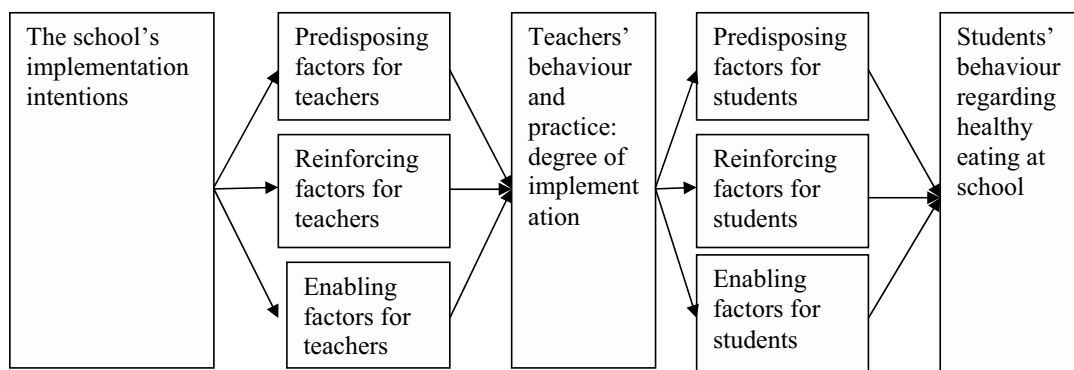 The school’s
implementation
intentions
Predisposing
factors for
teachers
Reinforcing
factors for
teachers
Enabling
factors for
teachers
Teachers’
behaviour
and
practice:
degree of
implement
ation
Predisposing
factors for
students
Reinforcing
factors for
students
Enabling
factors for
students
Students’
behaviour
regarding
healthy
eating at
school